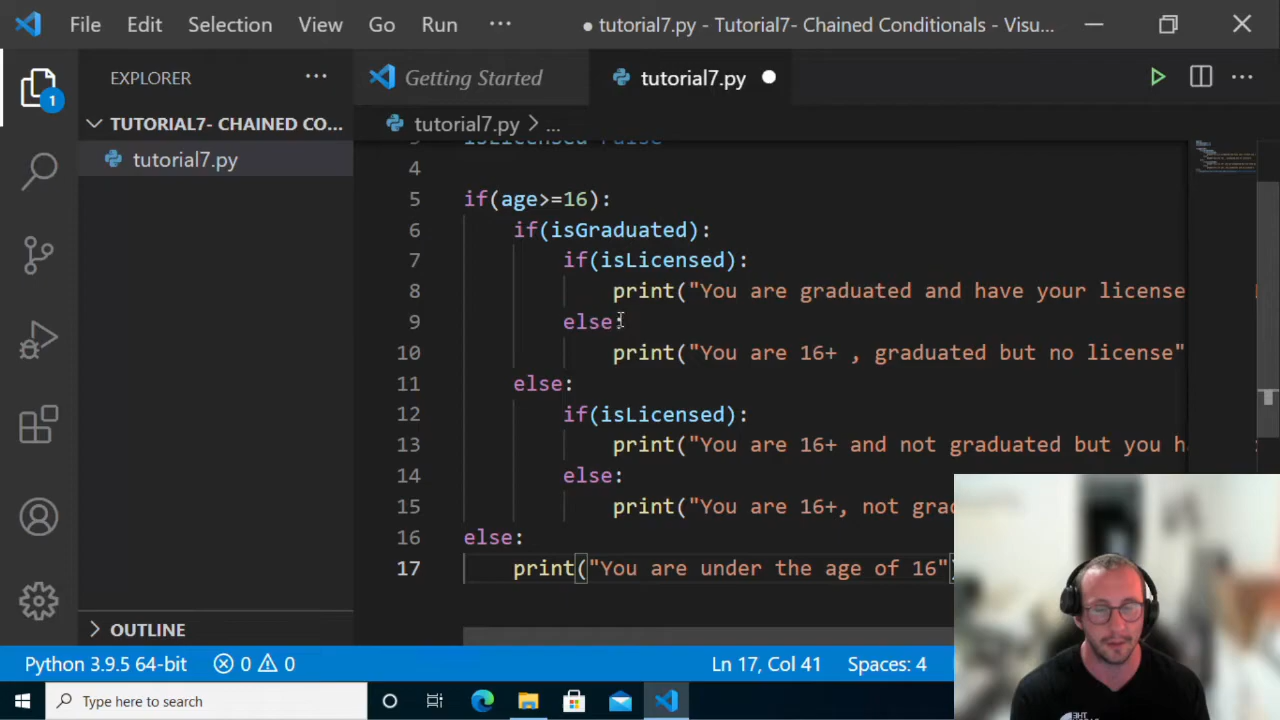 File Edit Selection View Go Run ··· ● tutorial7.py - Tutorial7- Chained Conditionals - Visu...
EXPLORER ···
Getting Started
tutorial7.py
TUTORIAL7- CHAINED CO...
tutorial7.py
tutorial7.py > ...
4
5 if(age>=16):
6 if(isGraduated):
7 if(isLicensed):
8 print("You are graduated and have your license
9 else:
10 print("You are 16+ , graduated but no license"
11 else:
12 if(isLicensed):
13 print("You are 16+ and not graduated but you h
14 else:
15 print("You are 16+, not gra
16 else:
17 print("You are under the age of 16")
OUTLINE
1
Python 3.9.5 64-bit 0 0 Ln 17, Col 41 Spaces: 4
Type here to search
THE